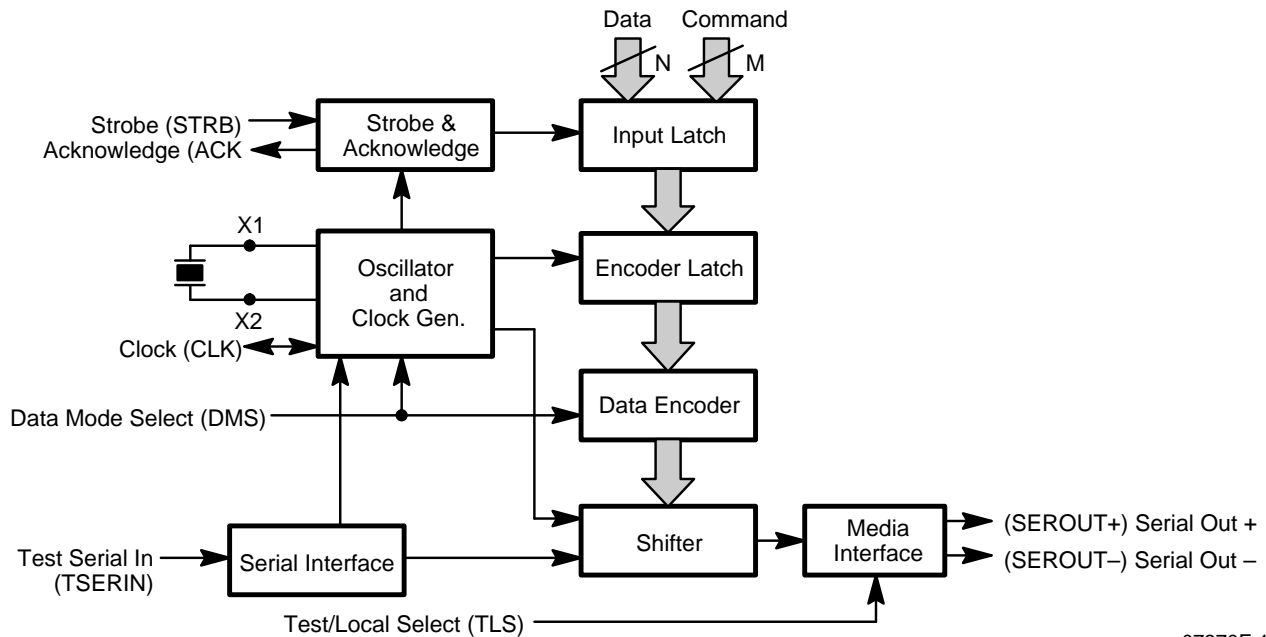 Data
Command
N
M
Strobe (STRB)
Acknowledge (ACK
Strobe &
Acknowledge
Input Latch
X1
X2
Oscillator
and
Clock Gen.
Encoder Latch
Clock (CLK)
Data Mode Select (DMS)
Data Encoder
Test Serial In
(TSERIN)
Serial Interface
Shifter
Media
Interface
(SEROUT+) Serial Out +
(SEROUT–) Serial Out –
Test/Local Select (TLS)